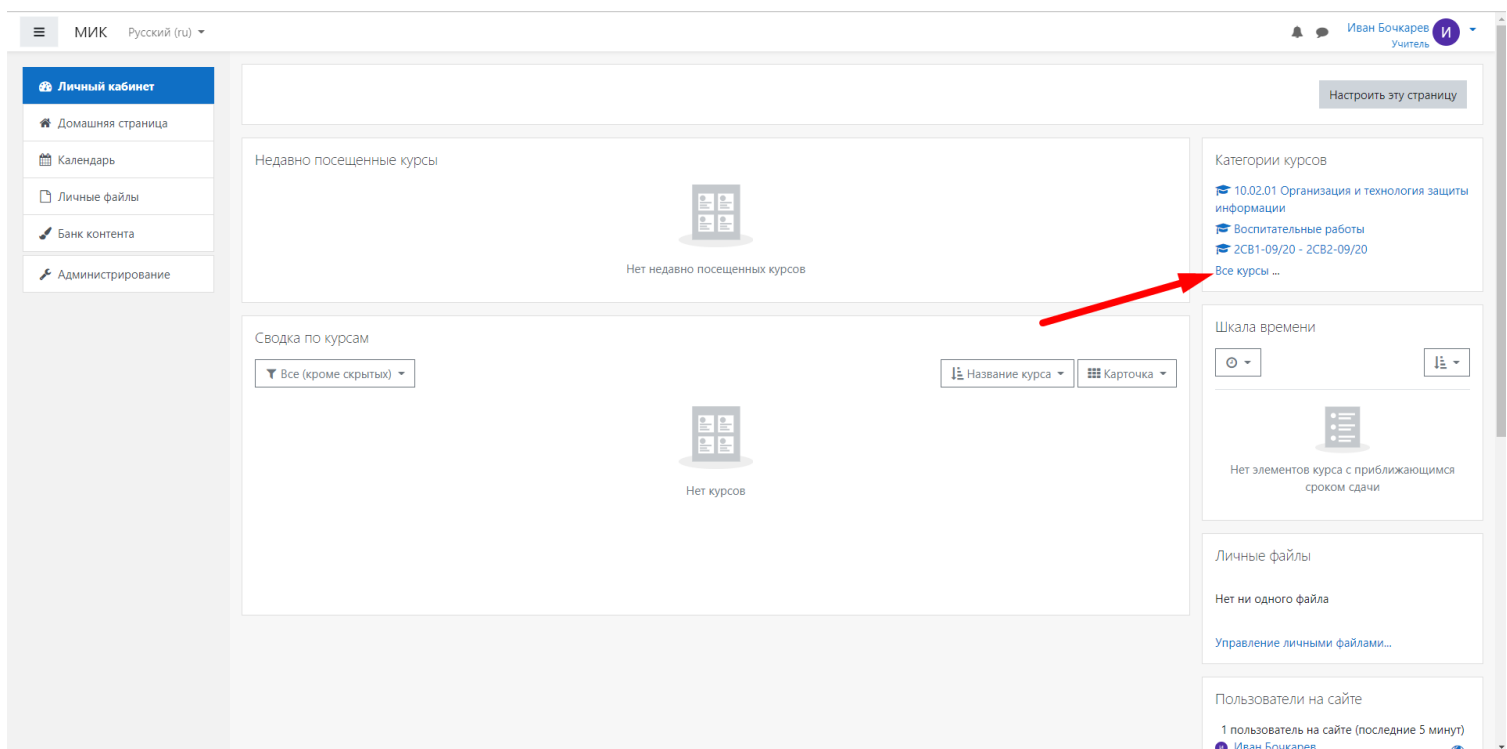 МИК Русский (ru)
Иван Бочкарев
И
Учитель
Личный кабинет
Домашняя страница
Календарь
Личные файлы
Банк контента
Администрирование
Настроить эту страницу
Недавно посещенные курсы
Нет недавно посещенных курсов
Сводка по курсам
Все (кроме скрытых)
Название курса
Карточка
Нет курсов
Категории курсов
10.02.01 Организация и технология защиты
информации
Воспитательные работы
2СВ1-09/20 - 2СВ2-09/20
Все курсы ...
Шкала времени
Нет элементов курса с приближающимся
сроком сдачи
Личные файлы
Нет ни одного файла
Управление личными файлами...
Пользователи на сайте
1 пользователь на сайте (последние 5 минут)
И Иван Бочкарев